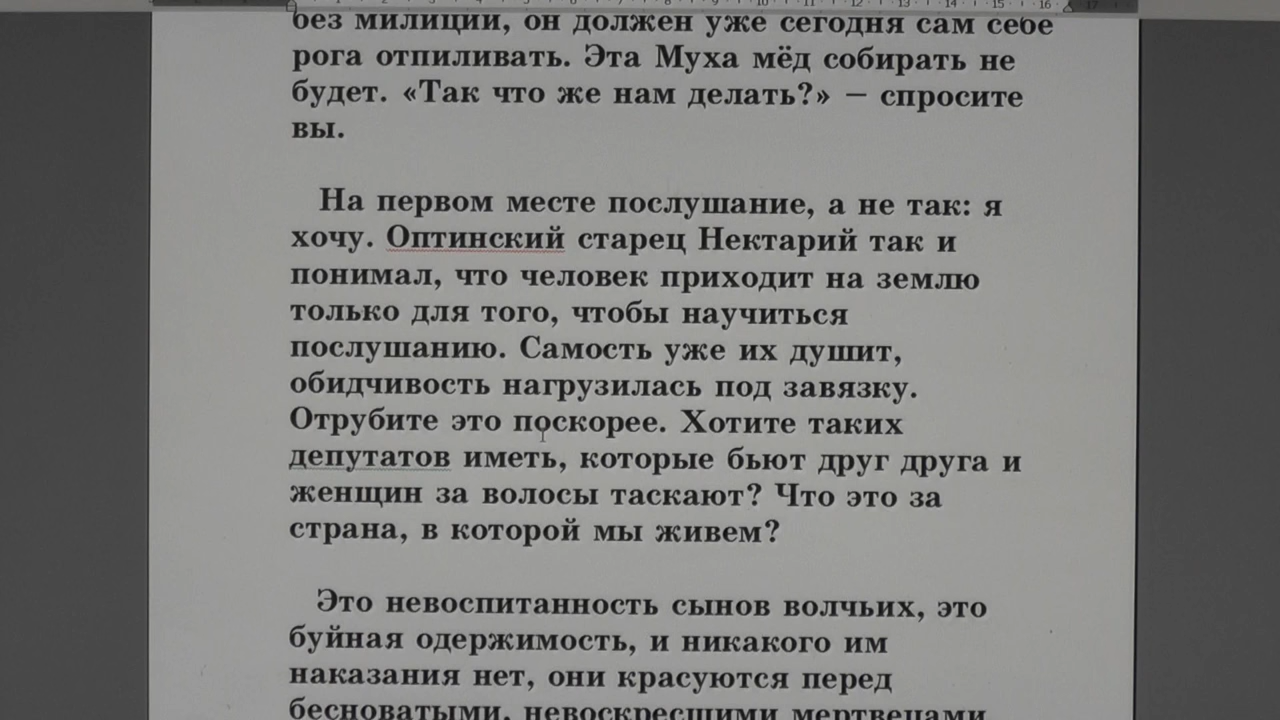 без милиции, он должен уже сегодня сам себе
рога отпиливать. Эта Муха мёд собирать не
будет. «Так что же нам делать?» – спросите
вы.
На первом месте послушание, а не так: я
хочу. Оптинский старец Нектарий так и
понимал, что человек приходит на землю
только для того, чтобы научиться
послушанию. Самость уже их душит,
обидчивость нагрузилась под завязку.
Отрубите это поскорее. Хотите таких
депутатов иметь, которые бьют друг друга и
женщин за волосы таскают? Что это за
страна, в которой мы живем?
Это невоспитанность сынов волчьих, это
буйная одержимость, и никакого им
наказания нет, они красуются перед
бесноватыми, невоскресшими мертвецами